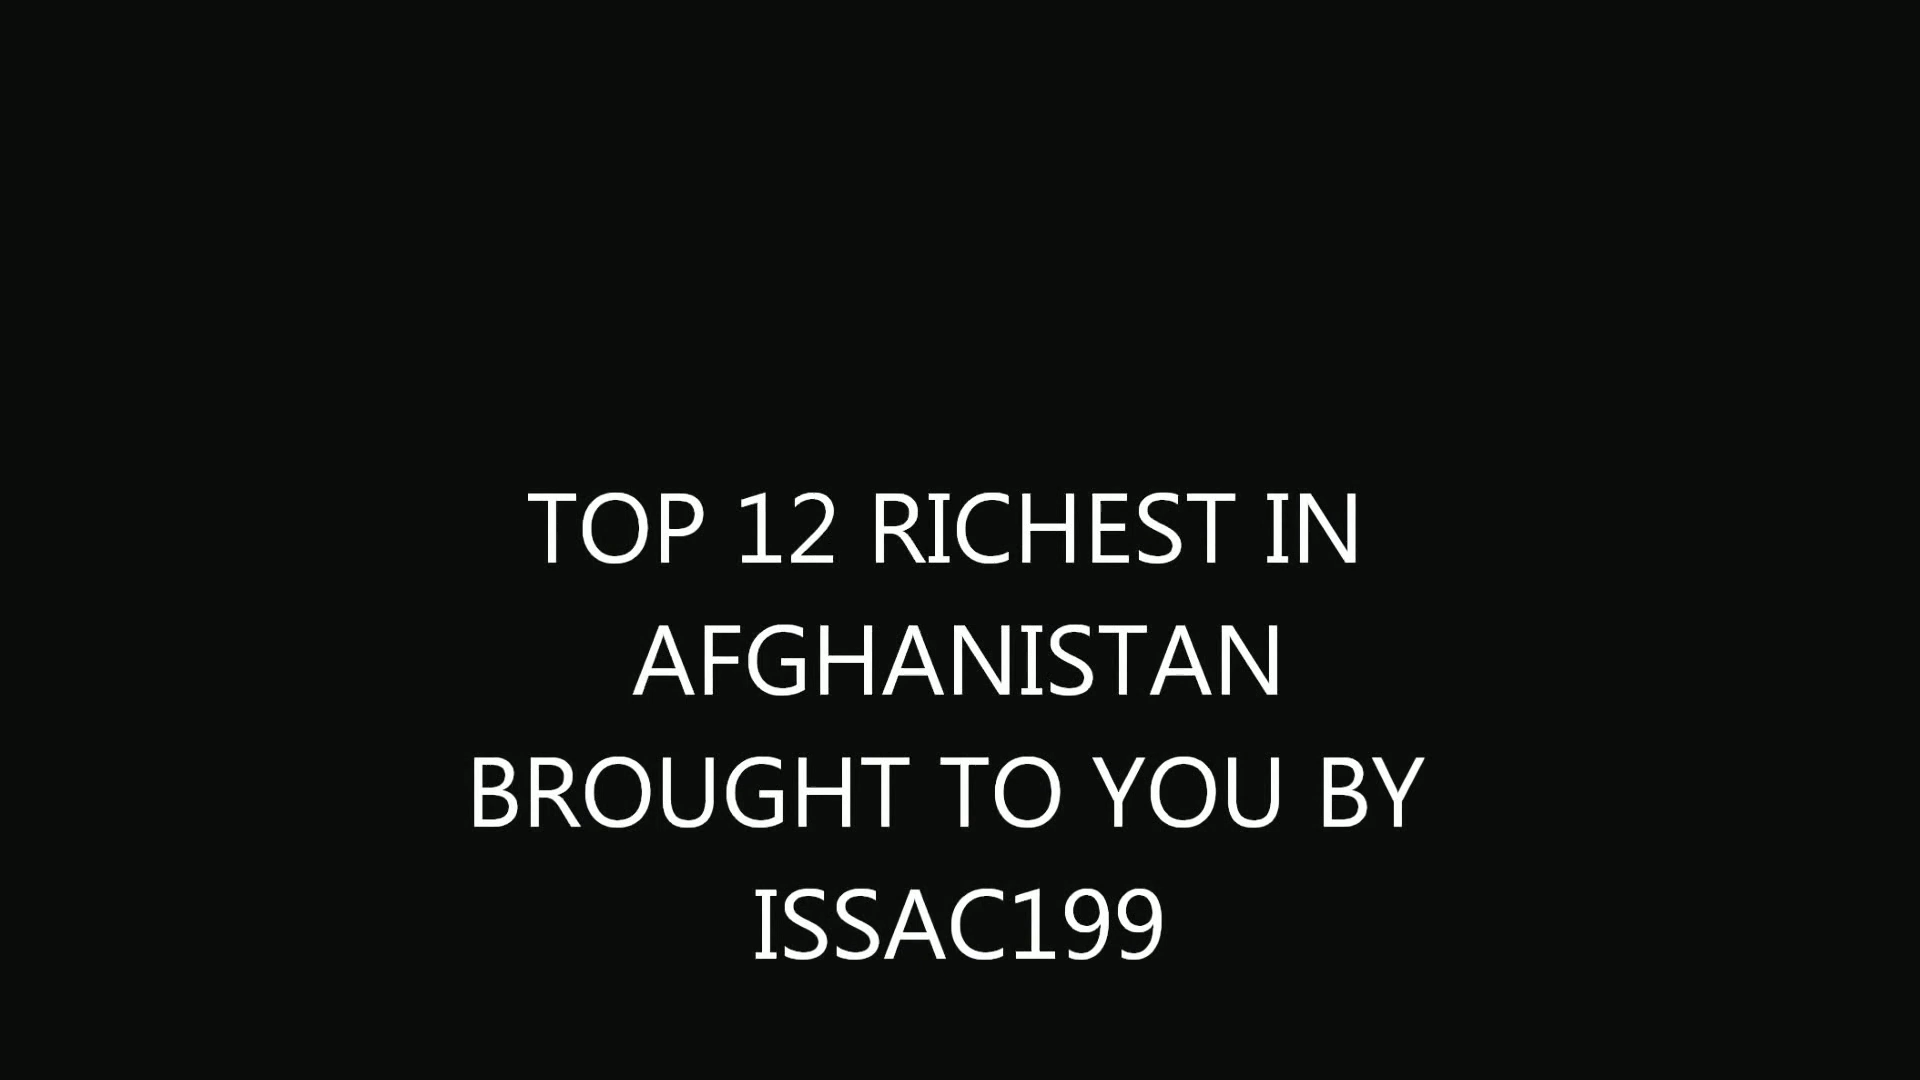 TOP 12 RICHEST IN
AFGHANISTAN
BROUGHT TO YOU BY
ISSAC199